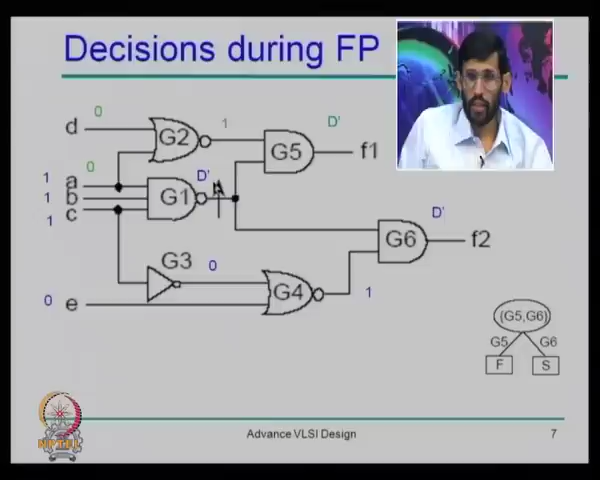 Decisions during FP
0
d
G2
1
D'
G5
f1
0
1 a
1 b
1 c
G1
D'
D'
G6
f2
G3
0
G4
1
0 e
{G5,G6}
G5 G6
F S
NPTEL
Advance VLSI Design
7